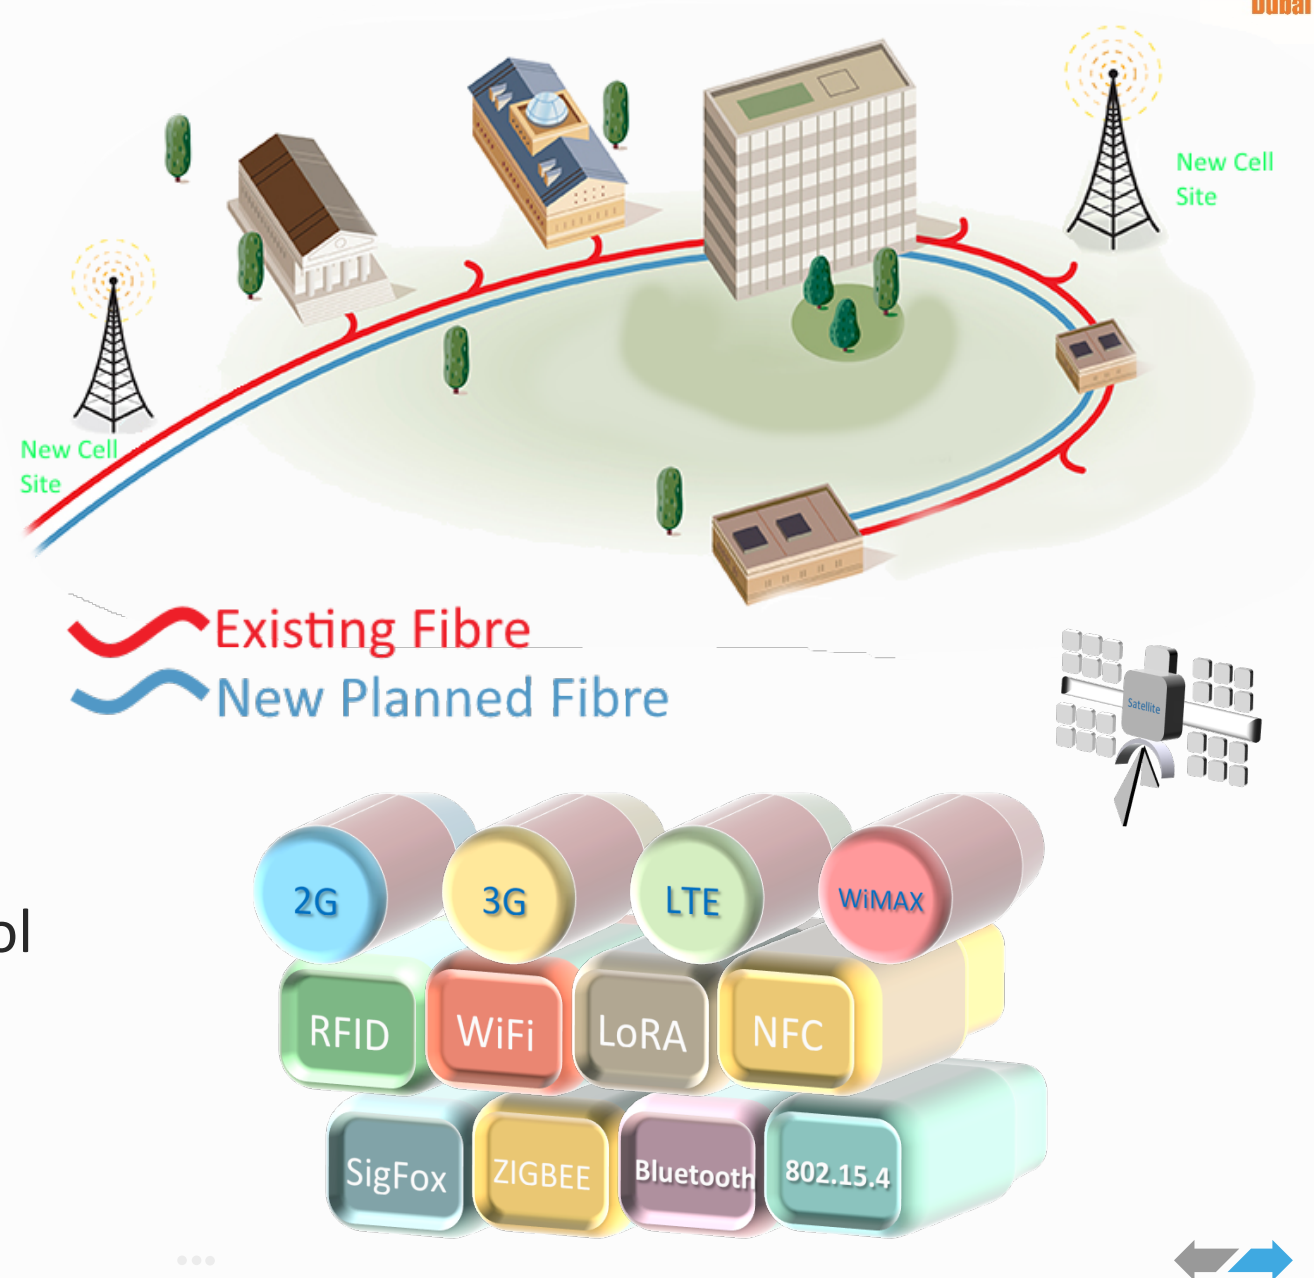 Dubai
New Cell
Site
New Cell
Site
Existing Fibre
New Planned Fibre
Satellite
2G
3G
LTE
WiMAX
ol
RFID
WiFi
LoRA
NFC
SigFox
ZIGBEE
Bluetooth
802.15.4